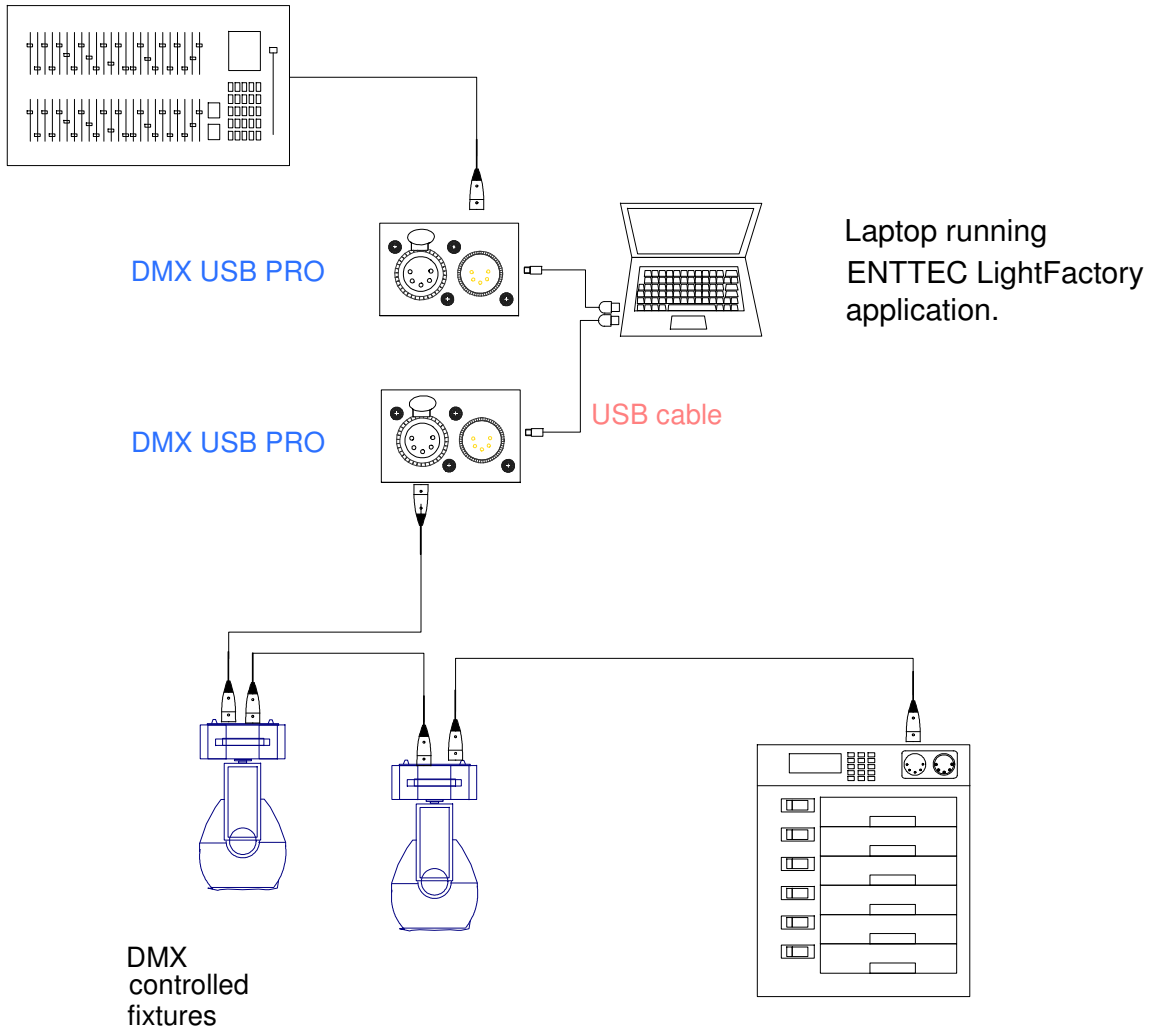 DMX USB PRO
Laptop running
ENTTEC LightFactory
application.
DMX USB PRO
USB cable
DMX
controlled
fixtures